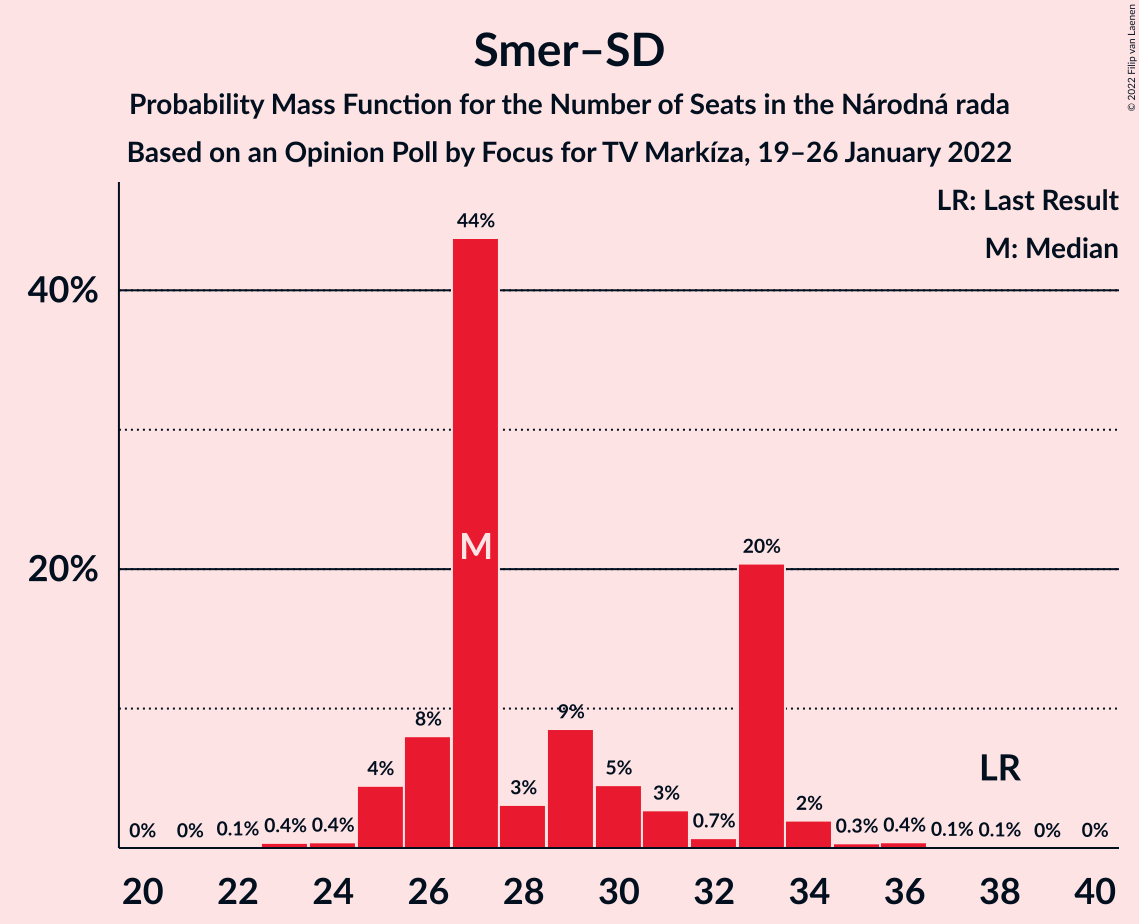 Smer–SD
Probability Mass Function for the Number of Seats in the Národná rada
Based on an Opinion Poll by Focus for TV Markíza, 19–26 January 2022
© 2022 Filip van Laenen
LR: Last Result
M: Median
44%
40%
M
20%
20%
9%
8%
LR
4%
5%
3%
3%
2%
0%
0%
0.1%
0.4%
0.4%
0.7%
0.3%
0.4%
0.1%
0.1%
0%
0%
20 22 24 26 28 30 32 34 36 38 40